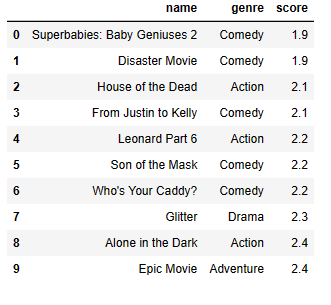 name genre score
0 Superbabies: Baby Geniuses 2 Comedy 1.9
1 Disaster Movie Comedy 1.9
2 House of the Dead Action 2.1
3 From Justin to Kelly Comedy 2.1
4 Leonard Part 6 Action 2.2
5 Son of the Mask Comedy 2.2
6 Who's Your Caddy? Comedy 2.2
7 Glitter Drama 2.3
8 Alone in the Dark Action 2.4
9 Epic Movie Adventure 2.4